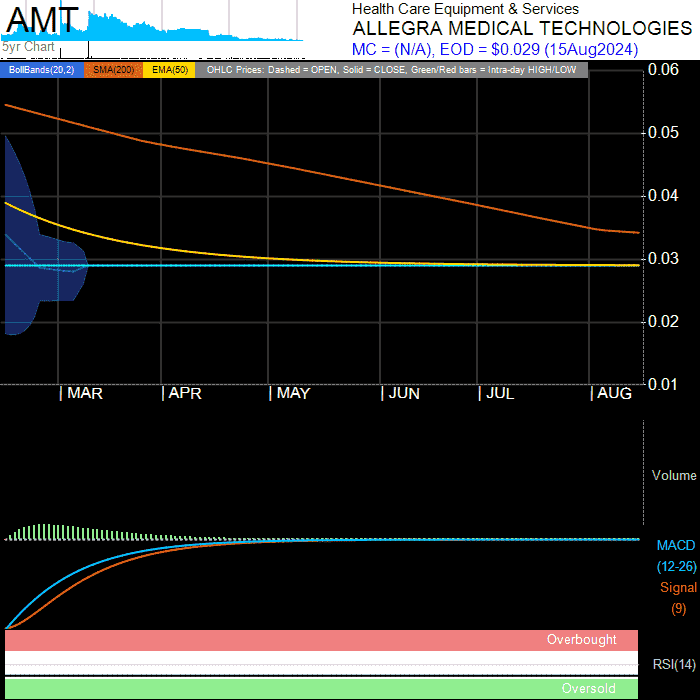 AMT
5yr Chart
Health Care Equipment & Services
ALLEGRA MEDICAL TECHNOLOGIES
MC = (N/A), EOD = $0.029 (15Aug2024)
BollBands(20,2) SMA(200) EMA(50) OHLC Prices: Dashed = OPEN, Solid = CLOSE, Green/Red bars = Intra-day HIGH/LOW
0.06
0.05
0.04
0.03
0.02
0.01
MAR APR MAY JUN JUL AUG
Volume
MACD
(12-26)
Signal
(9)
Overbought
RSI(14)
Oversold